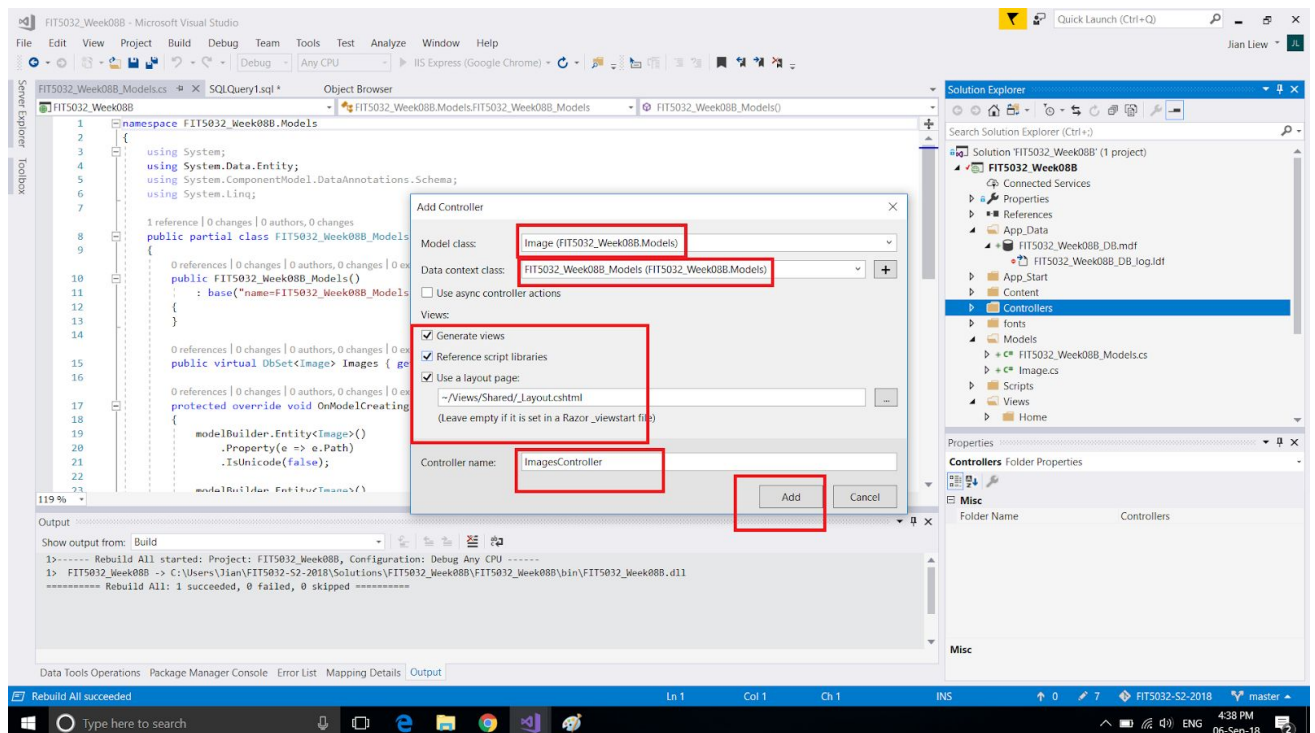 FIT5032_Week08B - Microsoft Visual Studio
Quick Launch (Ctrl+Q)
File Edit View Project Build Debug Team Tools Test Analyze Window Help
Jian Liew
JL
Debug Any CPU IIS Express (Google Chrome)
Server Explorer
Toolbox
FIT5032_Week08B_Models.cs SQLQuery1.sql * Object Browser
FIT5032_Week08B FIT5032_Week08B.Models.FIT5032_Week08B_Models FIT5032_Week08B_Models()
1 namespace FIT5032_Week08B.Models
2 {
3 using System;
4 using System.Data.Entity;
5 using System.ComponentModel.DataAnnotations.Schema;
6 using System.Linq;
7
1 reference | 0 changes | 0 authors, 0 changes
8 public partial class FIT5032_Week08B_Models
9 {
0 references | 0 changes | 0 authors, 0 changes | 0 ex
10 public FIT5032_Week08B_Models()
11 : base("name=FIT5032_Week08B_Models
12 {
13 }
14
0 references | 0 changes | 0 authors, 0 changes | 0 ex
15 public virtual DbSet<Image> Images { ge
16
0 references | 0 changes | 0 authors, 0 changes | 0 ex
17 protected override void OnModelCreating
18 {
19 modelBuilder.Entity<Image>()
20 .Property(e => e.Path)
21 .IsUnicode(false);
22
23 modelBuilder.Entity<Image>()
119 %
Add Controller
Model class: Image (FIT5032_Week08B.Models)
Data context class: FIT5032_Week08B_Models (FIT5032_Week08B.Models)
Use async controller actions
Views:
Generate views
Reference script libraries
Use a layout page:
~/Views/Shared/_Layout.cshtml
...
(Leave empty if it is set in a Razor _viewstart file)
Controller name: ImagesController
Add Cancel
Solution Explorer
Search Solution Explorer (Ctrl+;)
Solution 'FIT5032_Week08B' (1 project)
FIT5032_Week08B
Connected Services
Properties
References
App_Data
FIT5032_Week08B_DB.mdf
FIT5032_Week08B_DB_log.ldf
App_Start
Content
Controllers
fonts
Models
FIT5032_Week08B_Models.cs
Image.cs
Scripts
Views
Home
Properties
Controllers Folder Properties
Misc
Folder Name Controllers
Misc
Output
Show output from: Build
1>------ Rebuild All started: Project: FIT5032_Week08B, Configuration: Debug Any CPU ------
1> FIT5032_Week08B -> C:\Users\Jian\FIT5032-S2-2018\Solutions\FIT5032_Week08B\FIT5032_Week08B\bin\FIT5032_Week08B.dll
========== Rebuild All: 1 succeeded, 0 failed, 0 skipped ==========
Data Tools Operations Package Manager Console Error List Mapping Details Output
Rebuild All succeeded Ln 1 Col 1 Ch 1 INS 0 7 FIT5032-S2-2018 master
Type here to search
ENG
4:38 PM
06-Sep-18
2